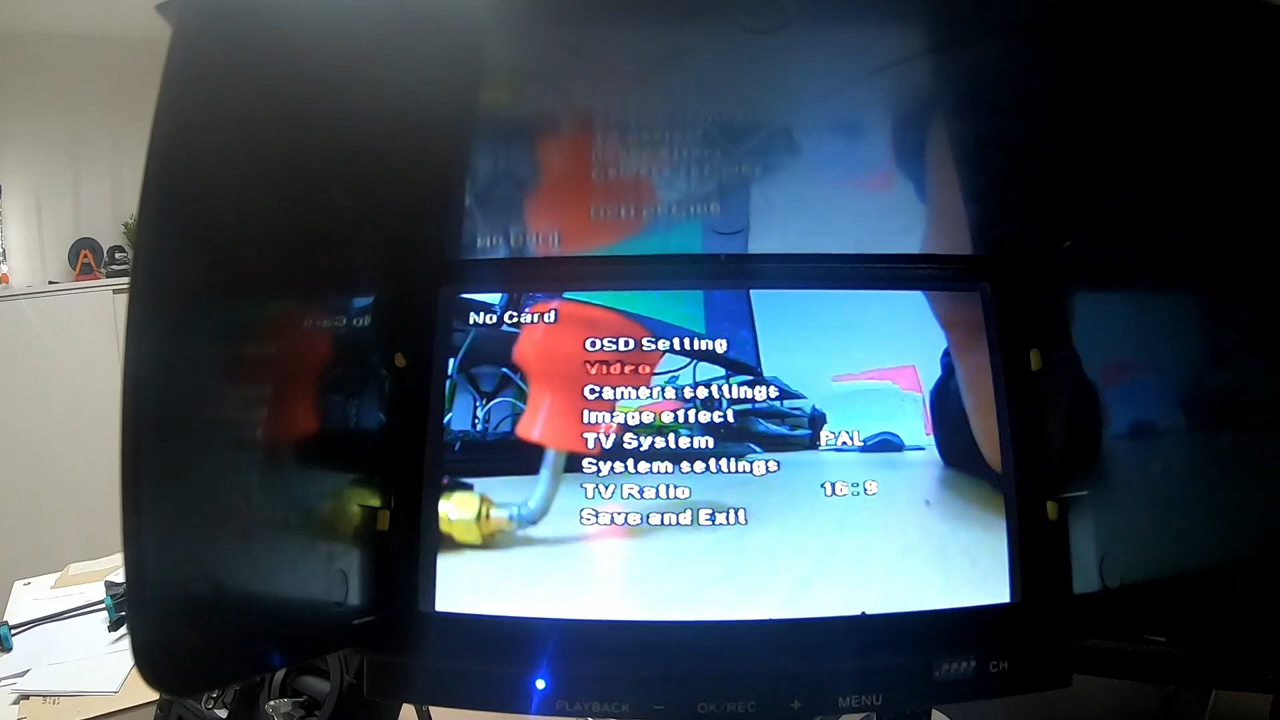 No Card
OSD Setting
Video
Camera settings
Image effect
TV System PAL
System settings
TV Ratio 16:9
Save and Exit
CH
PLAYBACK - OK/REC + MENU